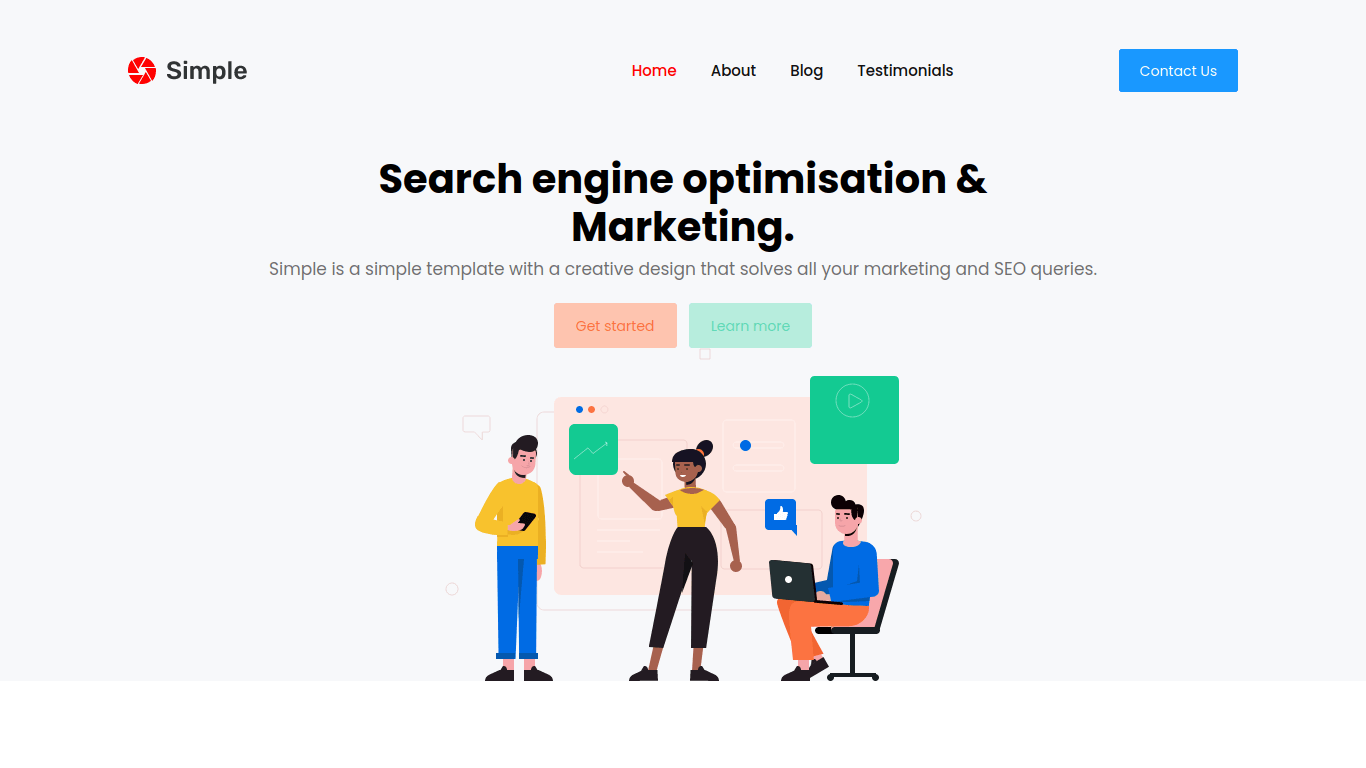 Simple
Home About Blog Testimonials
Contact Us
Search engine optimisation &
Marketing.
Simple is a simple template with a creative design that solves all your marketing and SEO queries.
Get started
Learn more